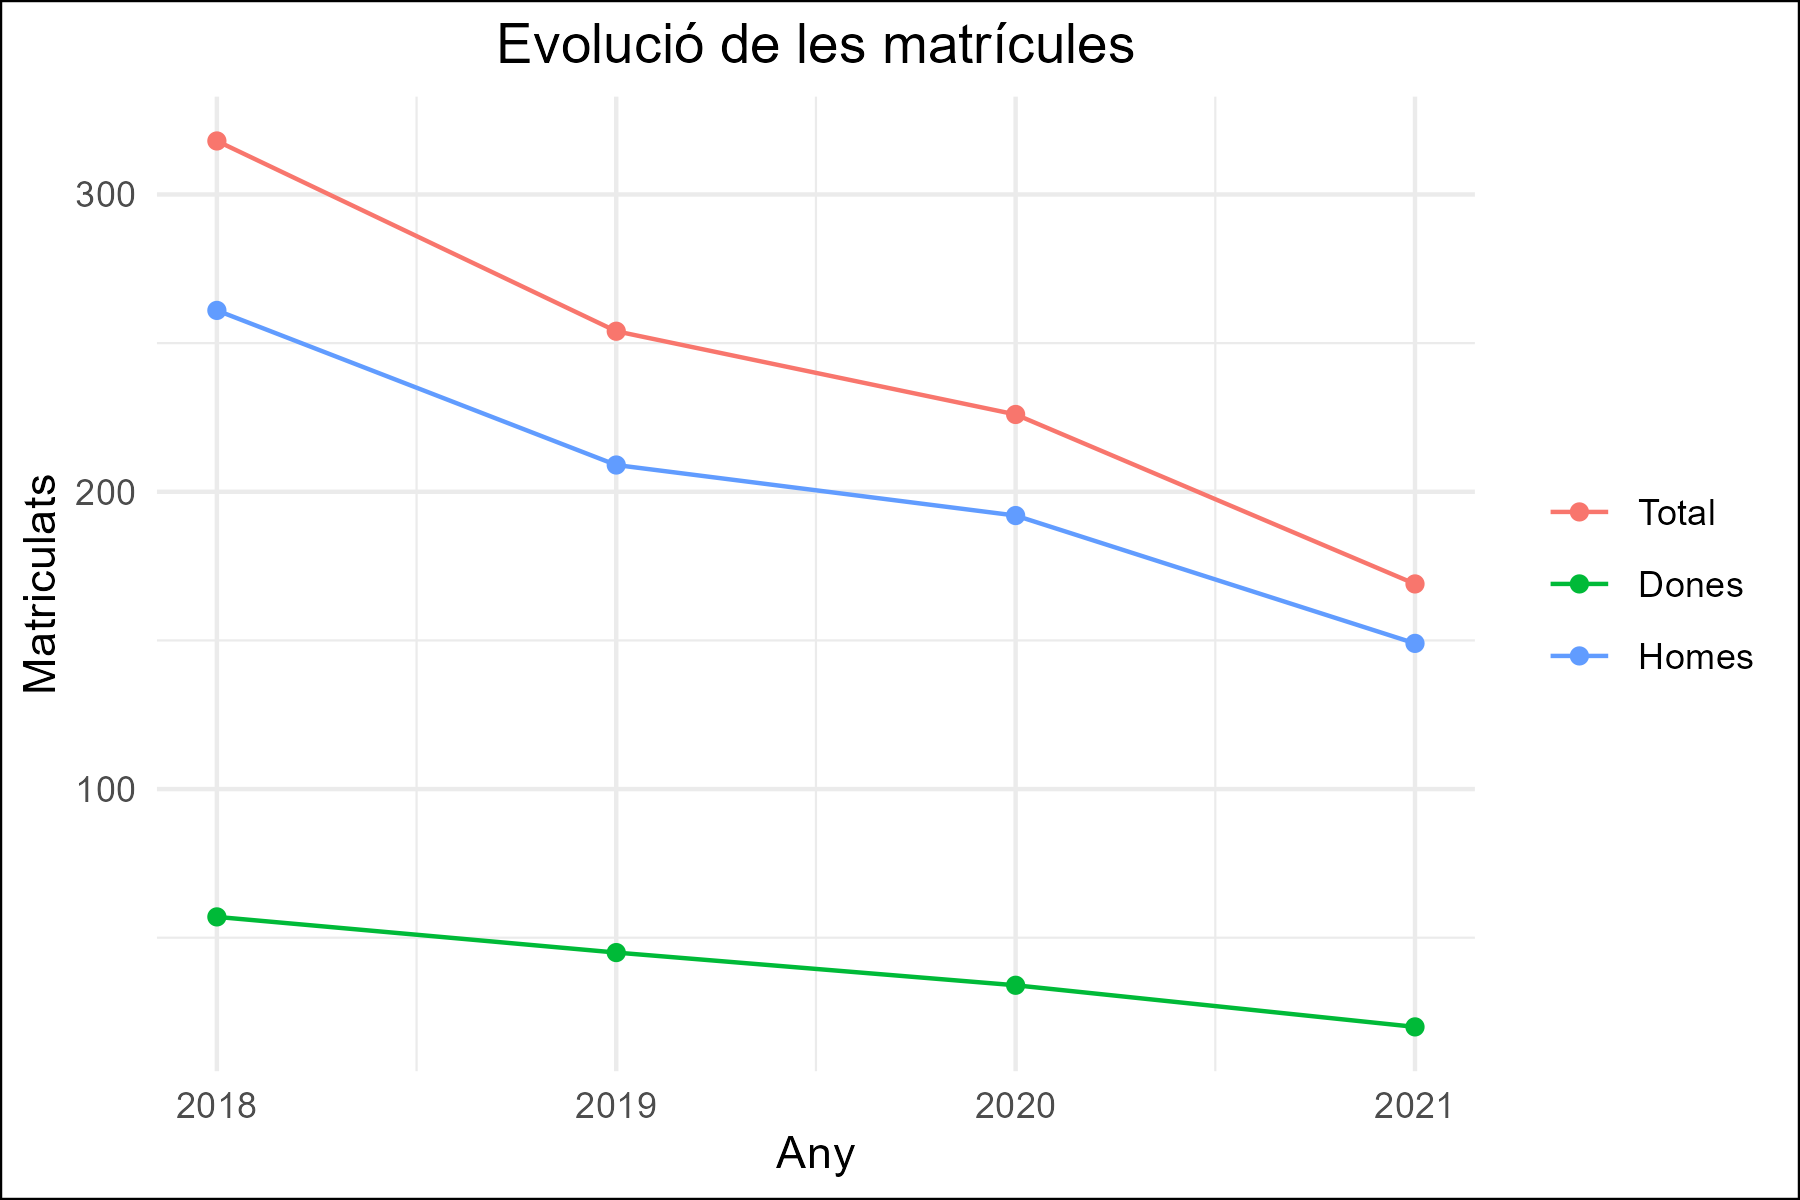 Evolució de les matrícules
Matriculats
300
200
100
2018
2019
2020
2021
Any
Total
Dones
Homes